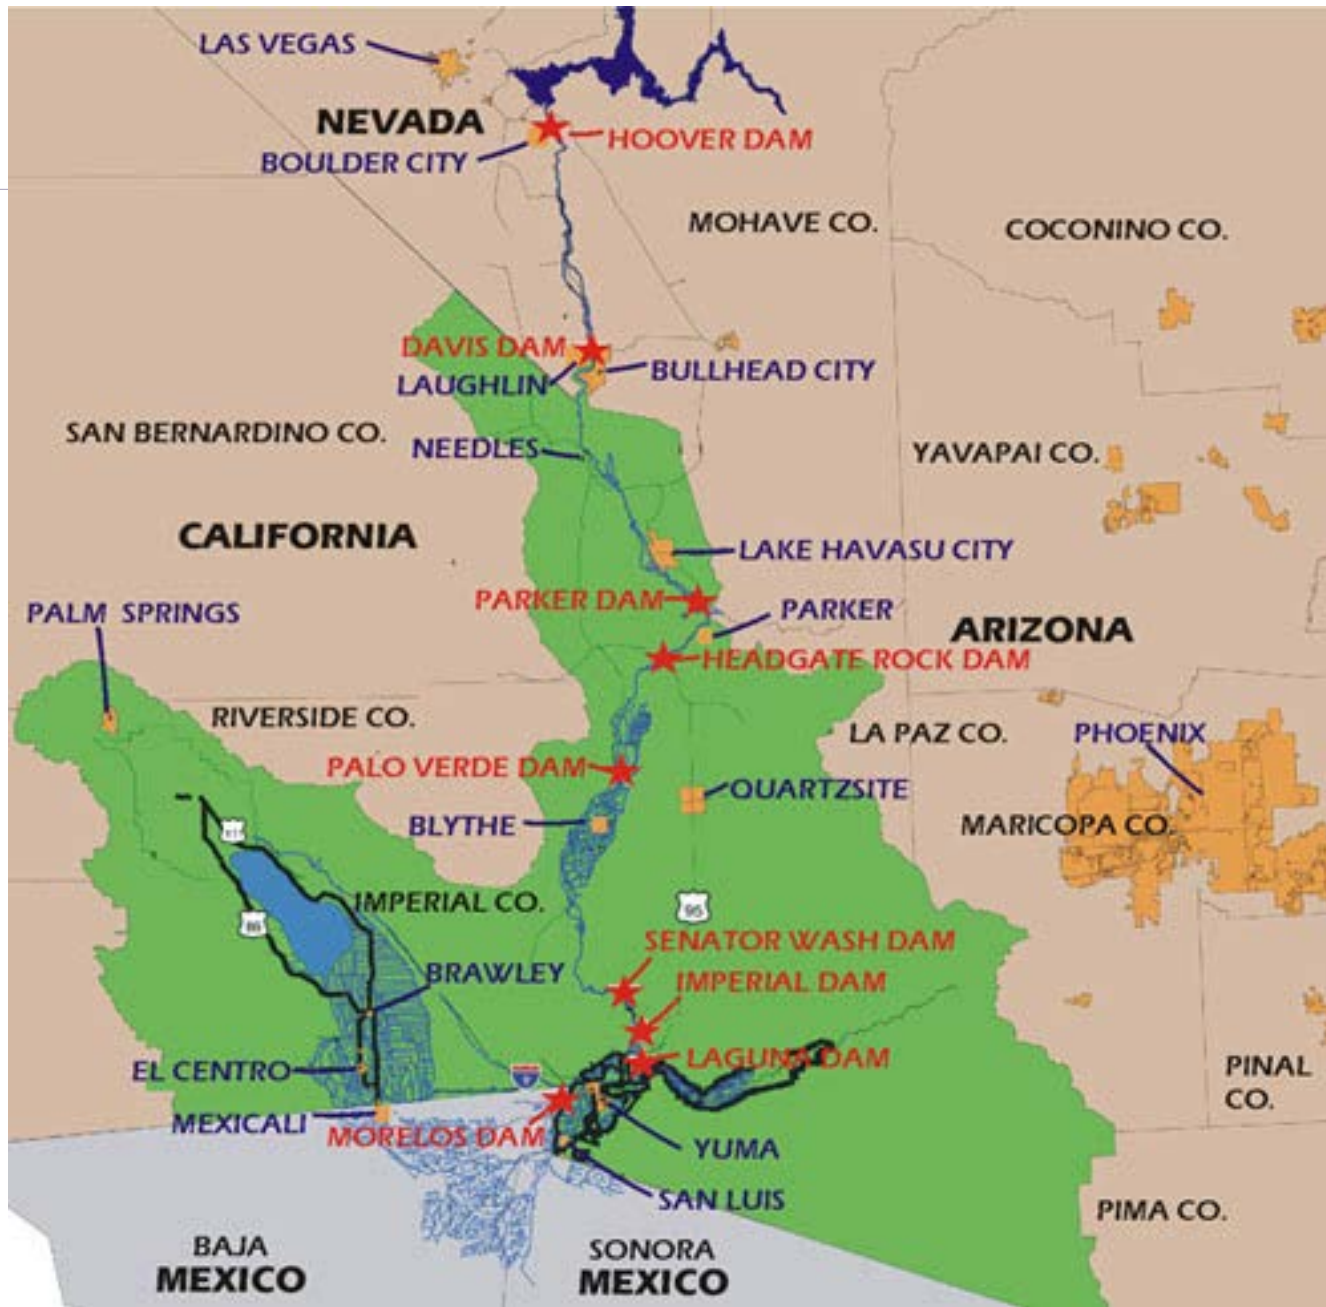 LAS VEGAS
NEVADA
HOOVER DAM
BOULDER CITY
MOHAVE CO.
COCONINO CO.
DAVIS DAM
LAUGHLIN
BULLHEAD CITY
SAN BERNARDINO CO.
NEEDLES
YAVAPAI CO.
CALIFORNIA
LAKE HAVASU CITY
PARKER DAM
PARKER
PALM SPRINGS
ARIZONA
HEADGATE ROCK DAM
RIVERSIDE CO.
LA PAZ CO.
PHOENIX
PALO VERDE DAM
QUARTZSITE
BLYTHE
MARICOPA CO.
IMPERIAL CO.
95
86
SENATOR WASH DAM
BRAWLEY
IMPERIAL DAM
LAGUNA DAM
EL CENTRO
PINAL
CO.
MEXICALI
MORELOS DAM
YUMA
SAN LUIS
PIMA CO.
BAJA
MEXICO
SONORA
MEXICO